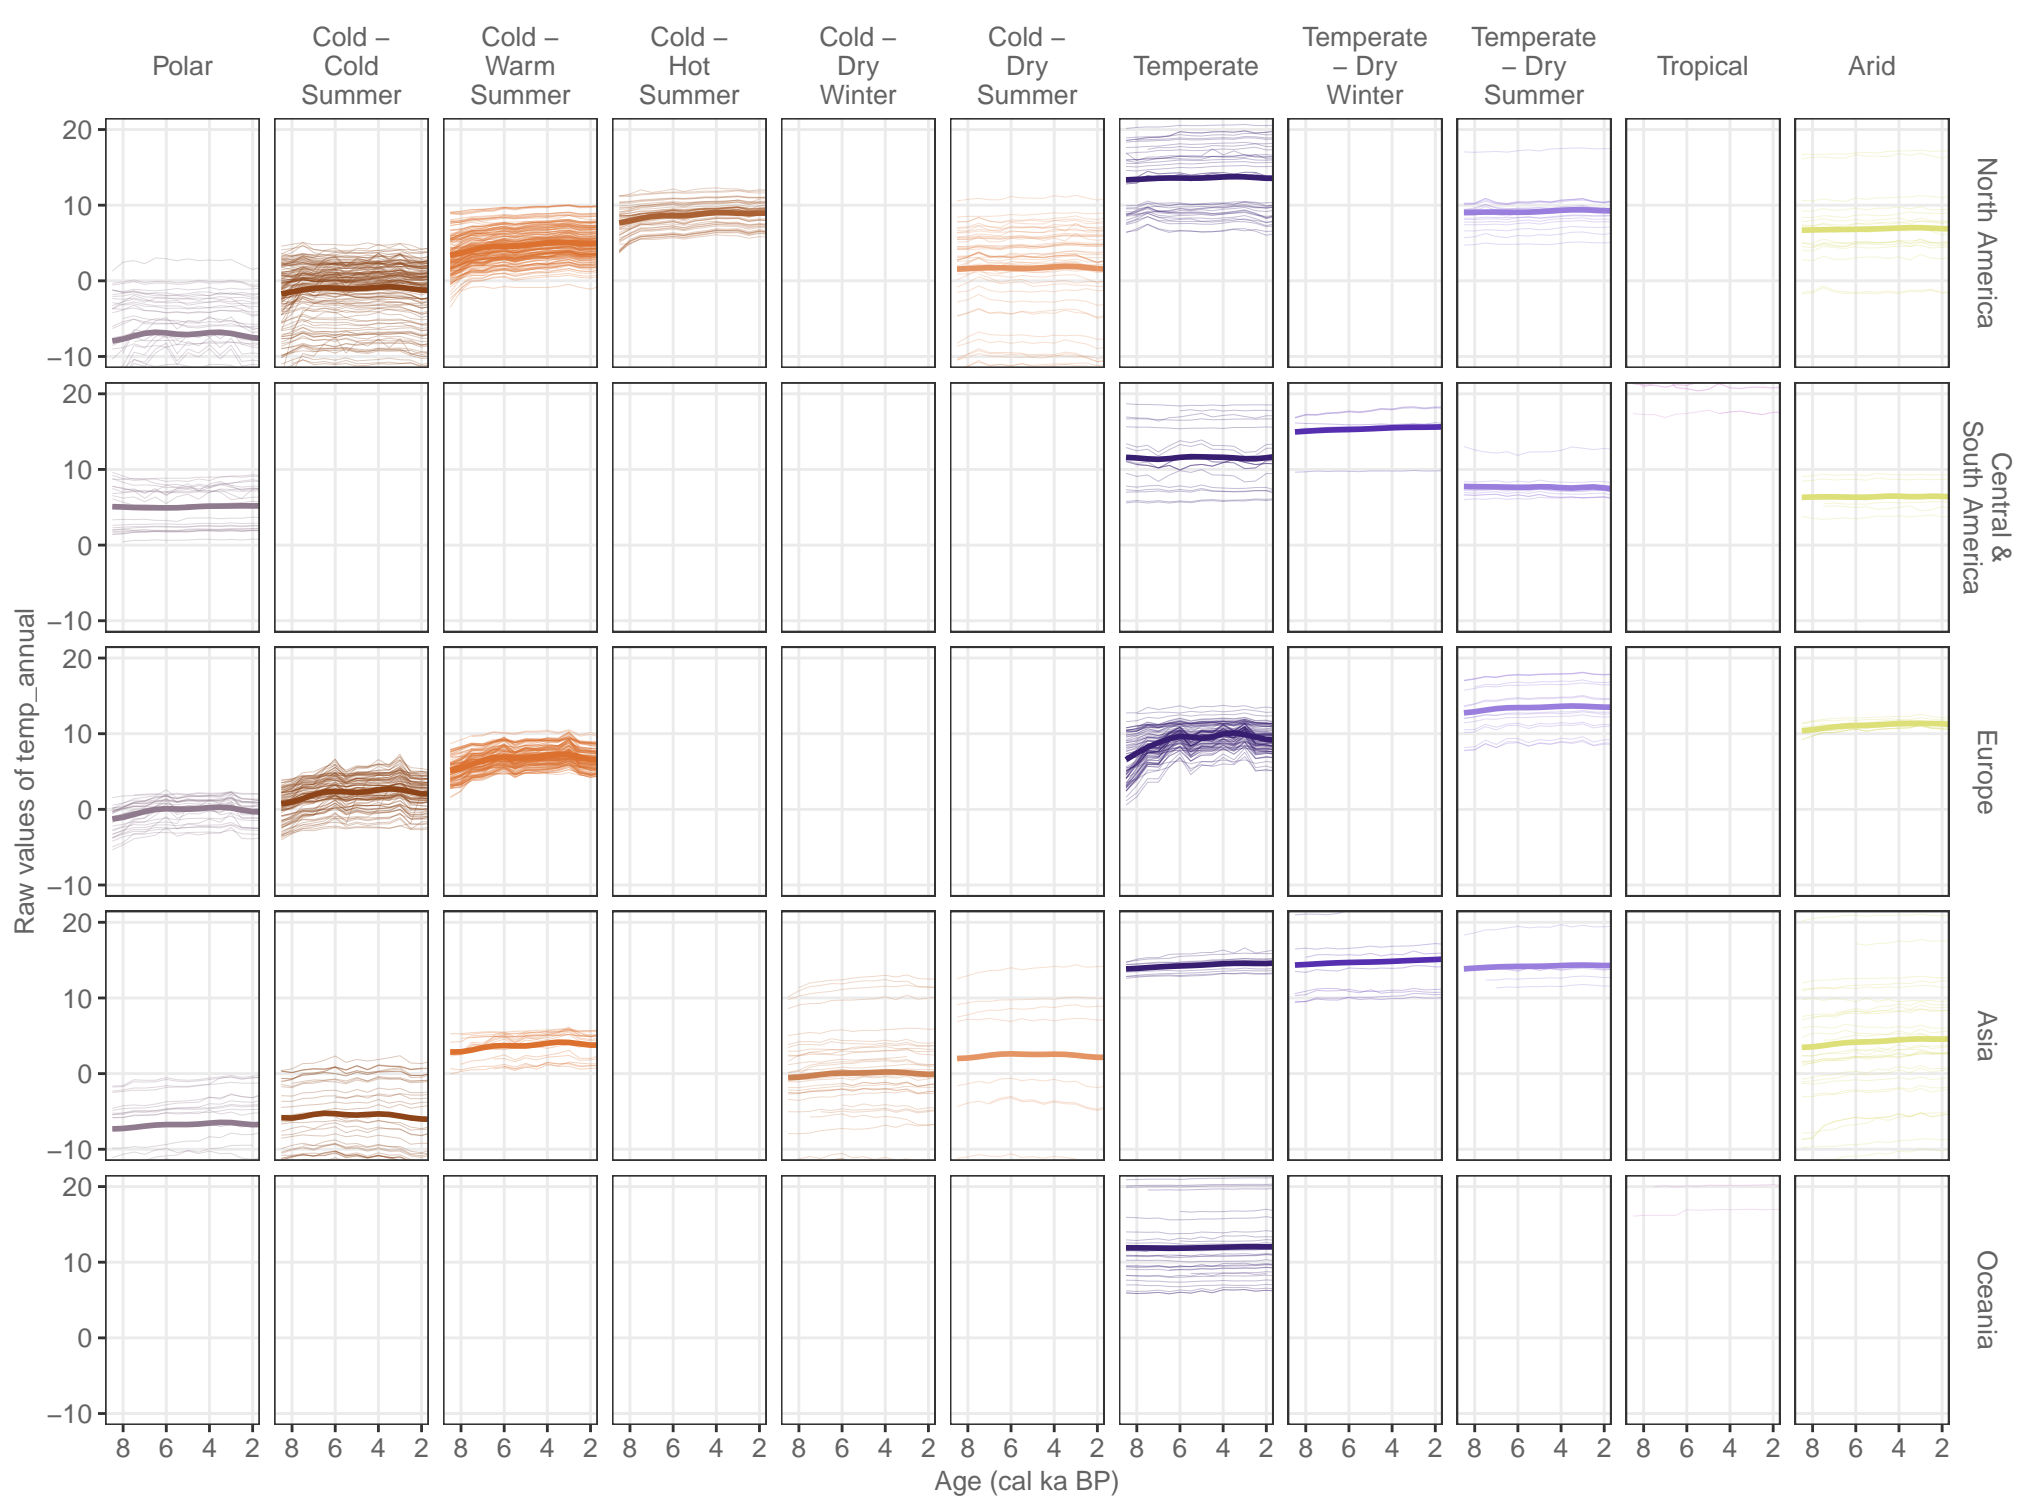 Polar
Cold –
Cold
Summer
Cold –
Warm
Summer
Cold –
Hot
Summer
Cold –
Dry
Winter
Cold –
Dry
Summer
Temperate
Temperate
– Dry
Winter
Temperate
– Dry
Summer
Tropical
Arid
20
10
0
−10
North America
20
10
0
−10
Central &
South America
20
10
0
−10
Europe
20
10
0
−10
Asia
20
10
0
−10
Oceania
Raw values of temp_annual
8 6 4 2 8 6 4 2 8 6 4 2 8 6 4 2 8 6 4 2 8 6 4 2 8 6 4 2 8 6 4 2 8 6 4 2 8 6 4 2 8 6 4 2
Age (cal ka BP)